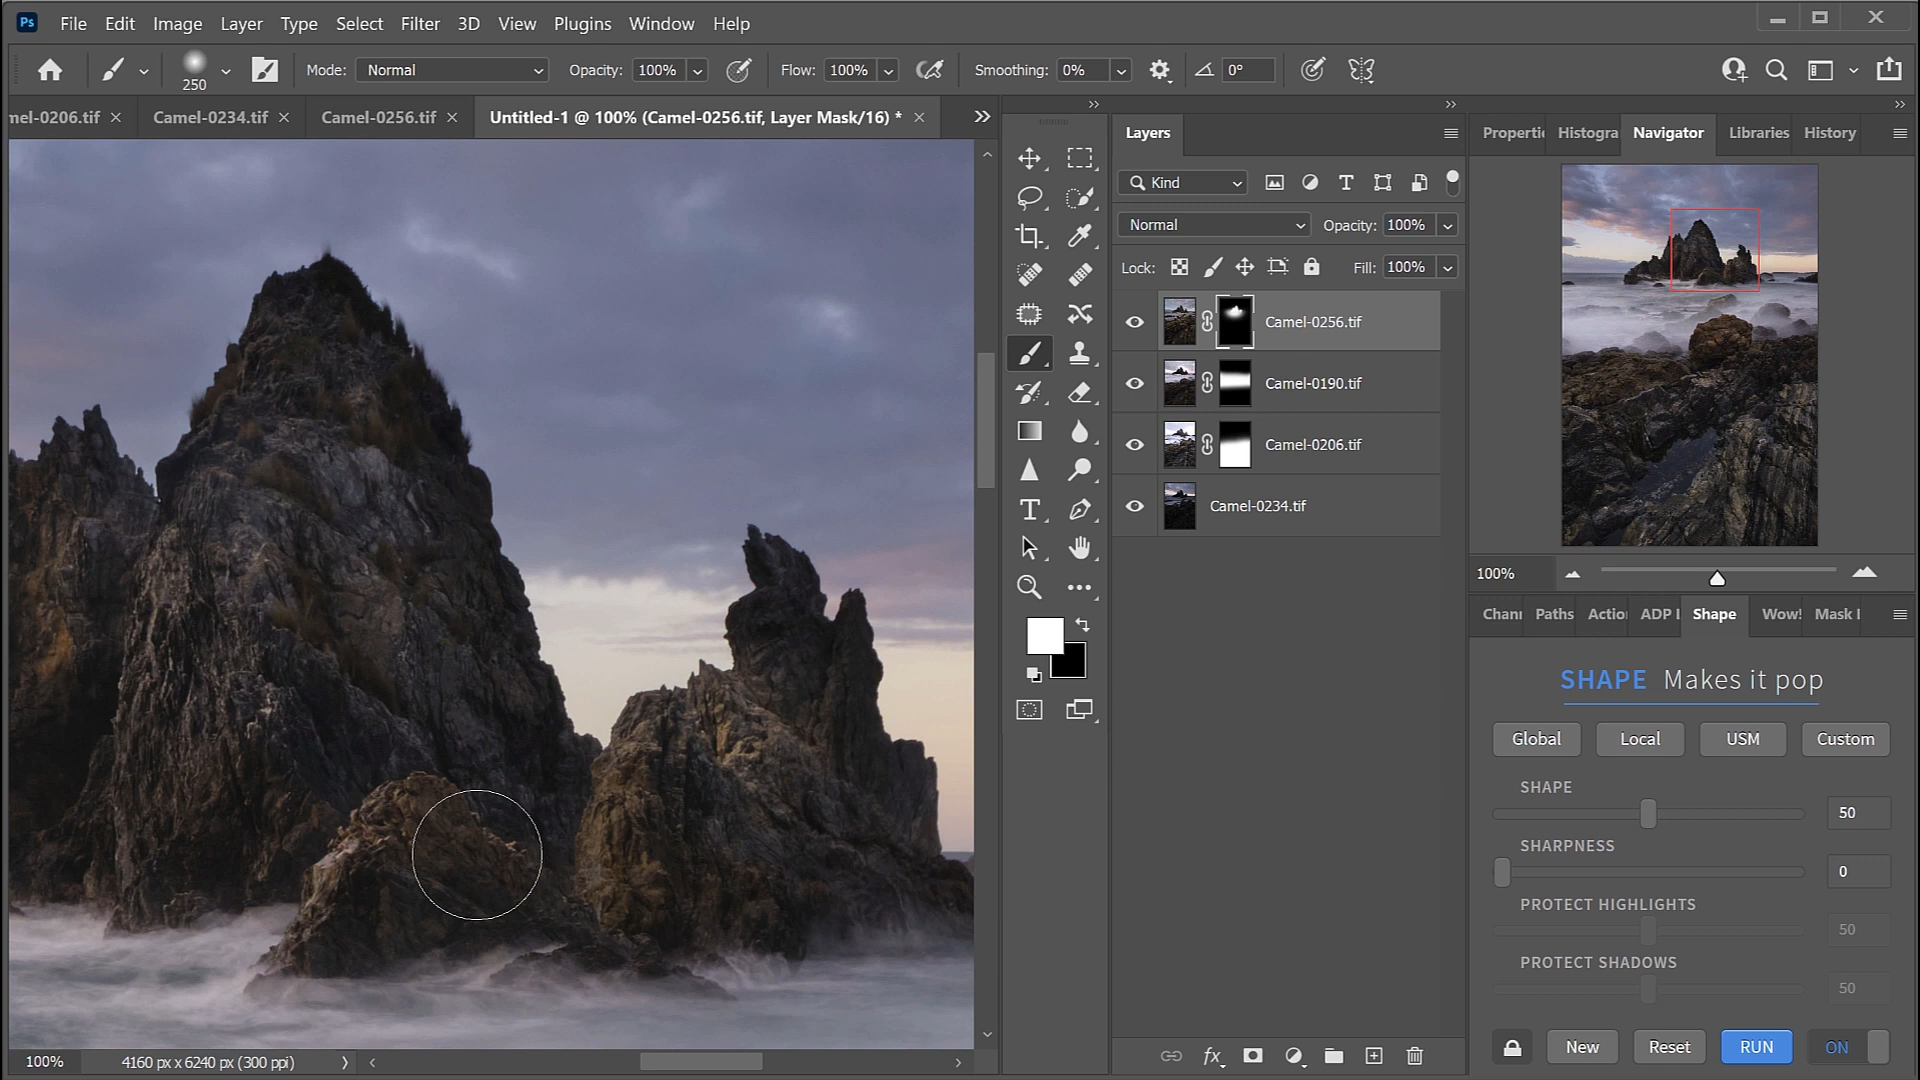 Ps File Edit Image Layer Type Select Filter 3D View Plugins Window Help
250 Mode: Normal Opacity: 100% Flow: 100% Smoothing: 0% 0°
mel-0206.tif Camel-0234.tif Camel-0256.tif Untitled-1 @ 100% (Camel-0256.tif, Layer Mask/16) *
Layers
Kind
Normal Opacity: 100%
Lock: Fill: 100%
Camel-0256.tif
Camel-0190.tif
Camel-0206.tif
Camel-0234.tif
fx
Properti Histogra Navigator Libraries History
100%
Chann Paths Actio ADP Shape Wow! Mask
SHAPE Makes it pop
Global Local USM Custom
SHAPE
50
SHARPNESS
0
PROTECT HIGHLIGHTS
50
PROTECT SHADOWS
50
New Reset RUN ON
100% 4160 px x 6240 px (300 ppi)